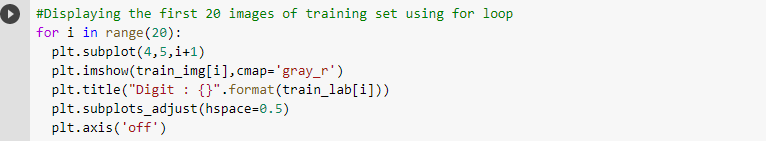 #Displaying the first 20 images of training set using for loop
for i in range(20):
  plt.subplot(4,5,i+1)
  plt.imshow(train_img[i],cmap='gray_r')
  plt.title("Digit : {}".format(train_lab[i]))
  plt.subplots_adjust(hspace=0.5)
  plt.axis('off')